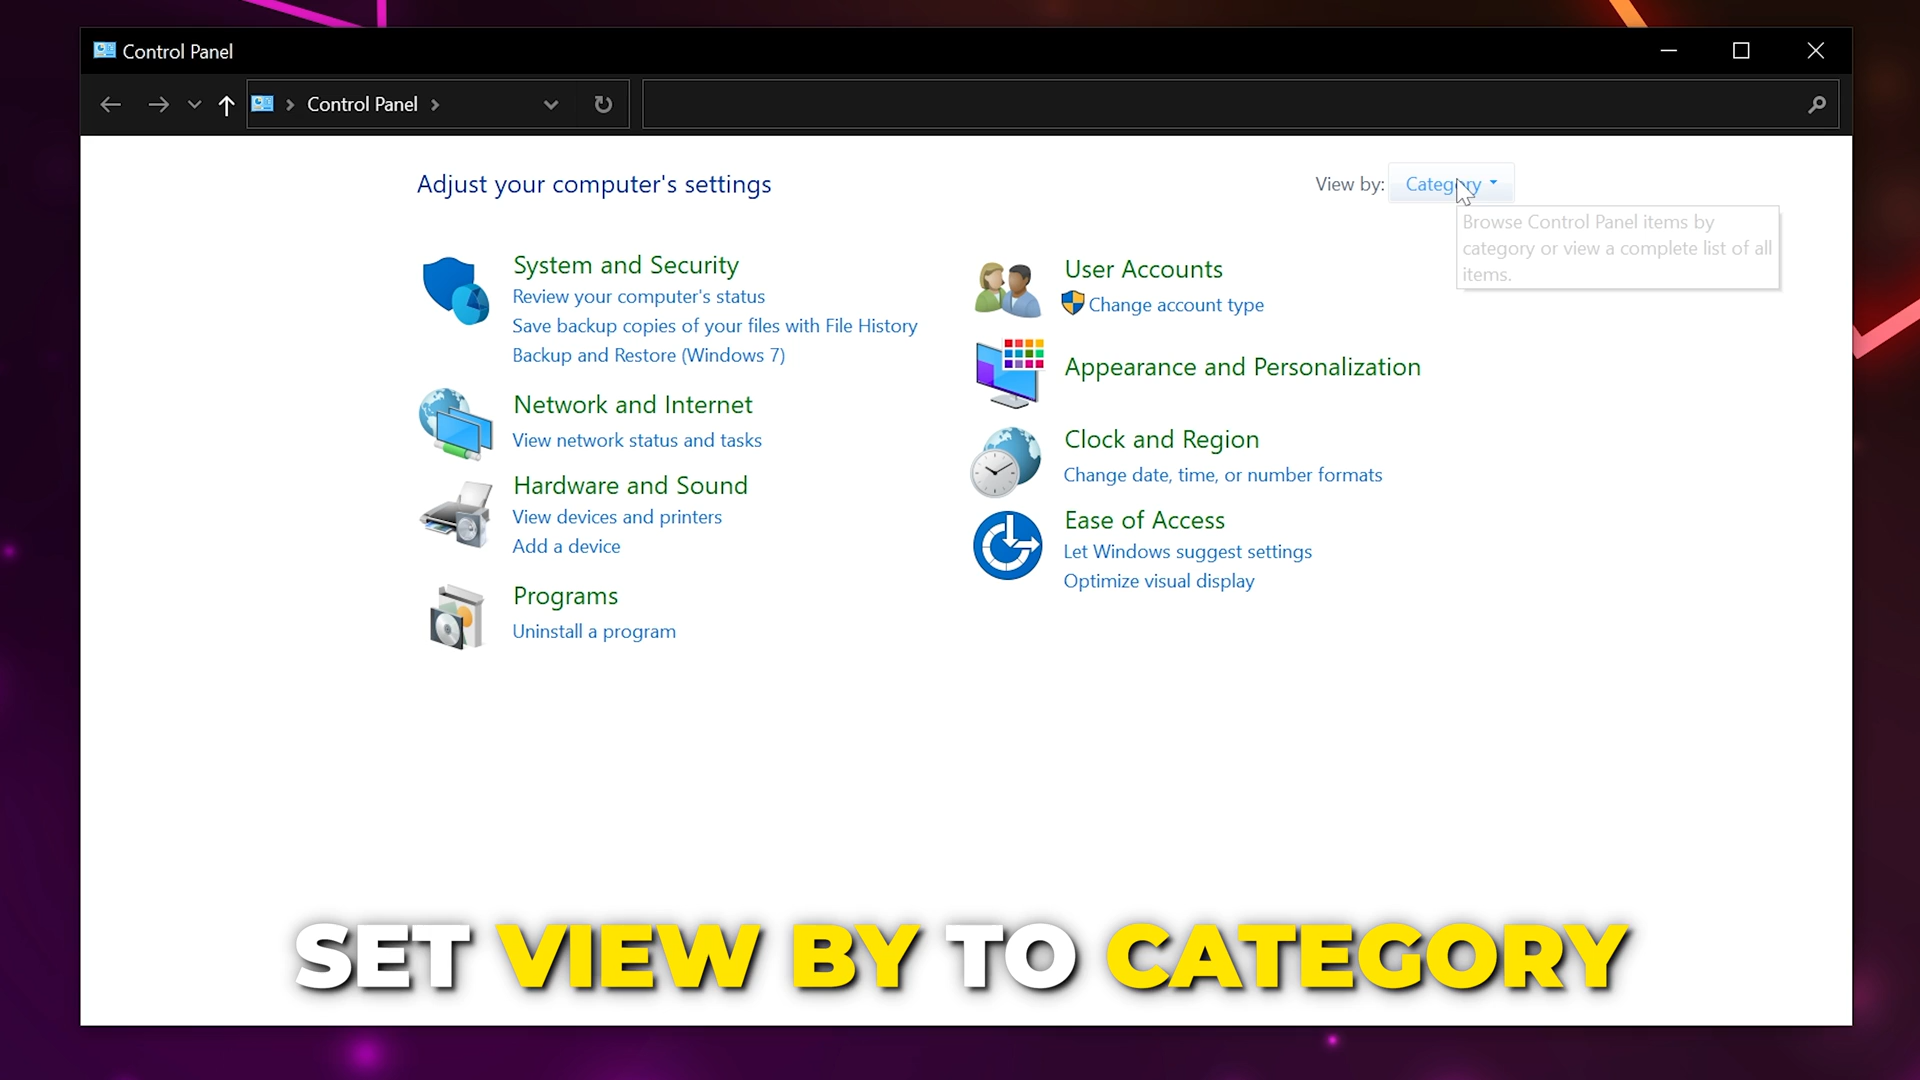 Control Panel
Control Panel
Adjust your computer's settings
View by: Category
Browse Control Panel items by
category or view a complete list of all
items.
System and Security
Review your computer's status
Save backup copies of your files with File History
Backup and Restore (Windows 7)
Network and Internet
View network status and tasks
Hardware and Sound
View devices and printers
Add a device
Programs
Uninstall a program
User Accounts
Change account type
Appearance and Personalization
Clock and Region
Change date, time, or number formats
Ease of Access
Let Windows suggest settings
Optimize visual display
SET VIEW BY TO CATEGORY